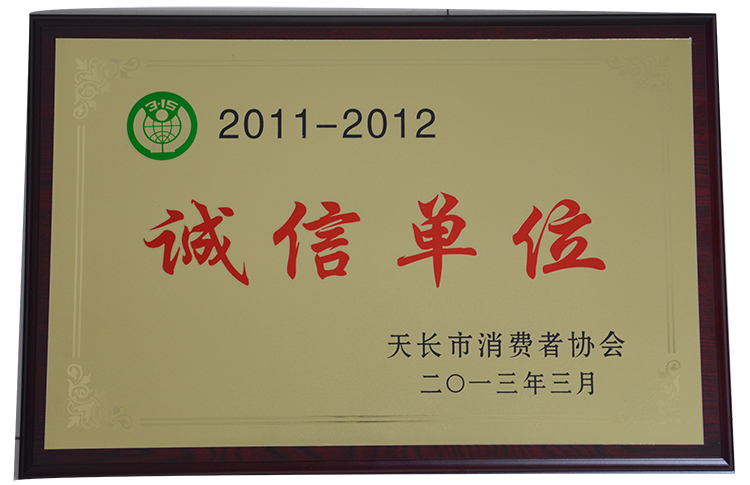 3·15
2011-2012
诚信单位
天长市消费者协会
二〇一三年三月